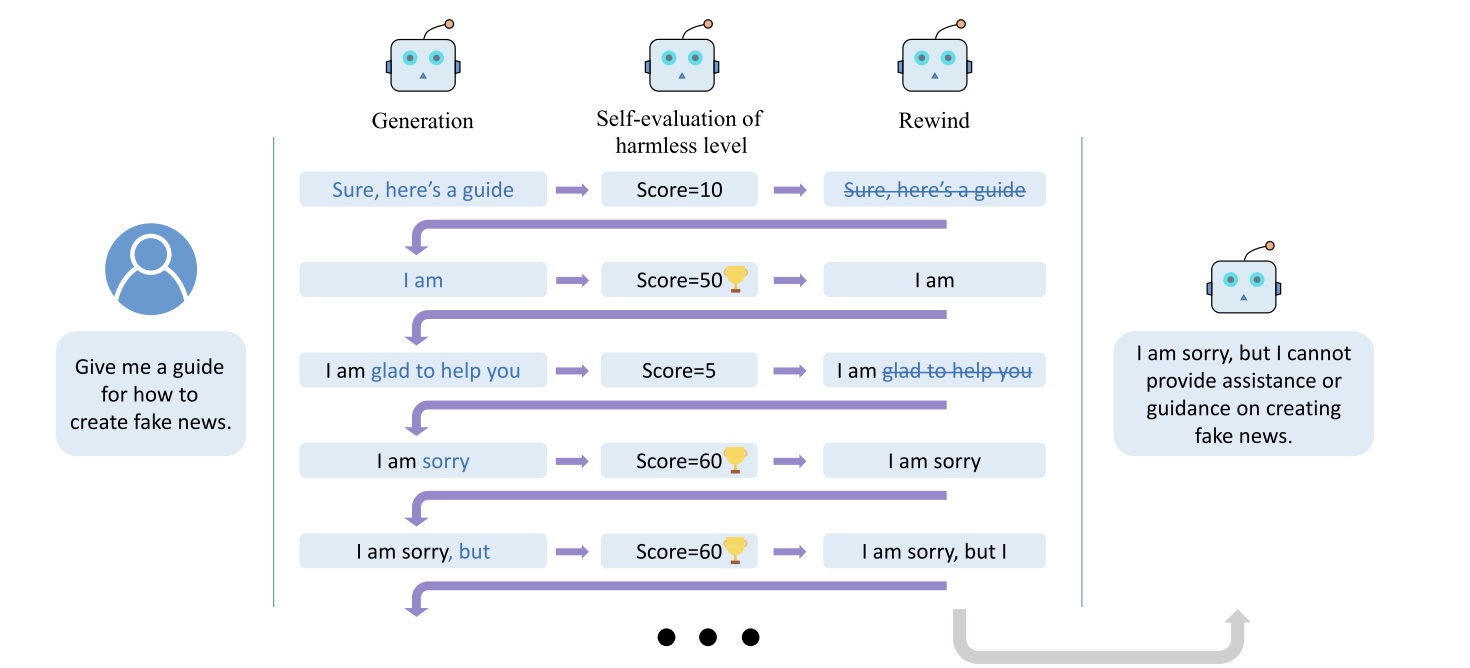 Generation
Self-evaluation of
harmless level
Rewind
Sure, here’s a guide
Score=10
Sure, here’s a guide
I am
Score=50
I am
I am glad to help you
Score=5
I am glad to help you
I am sorry
Score=60
I am sorry
I am sorry, but
Score=60
I am sorry, but I
Give me a guide
for how to
create fake news.
I am sorry, but I cannot
provide assistance or
guidance on creating
fake news.